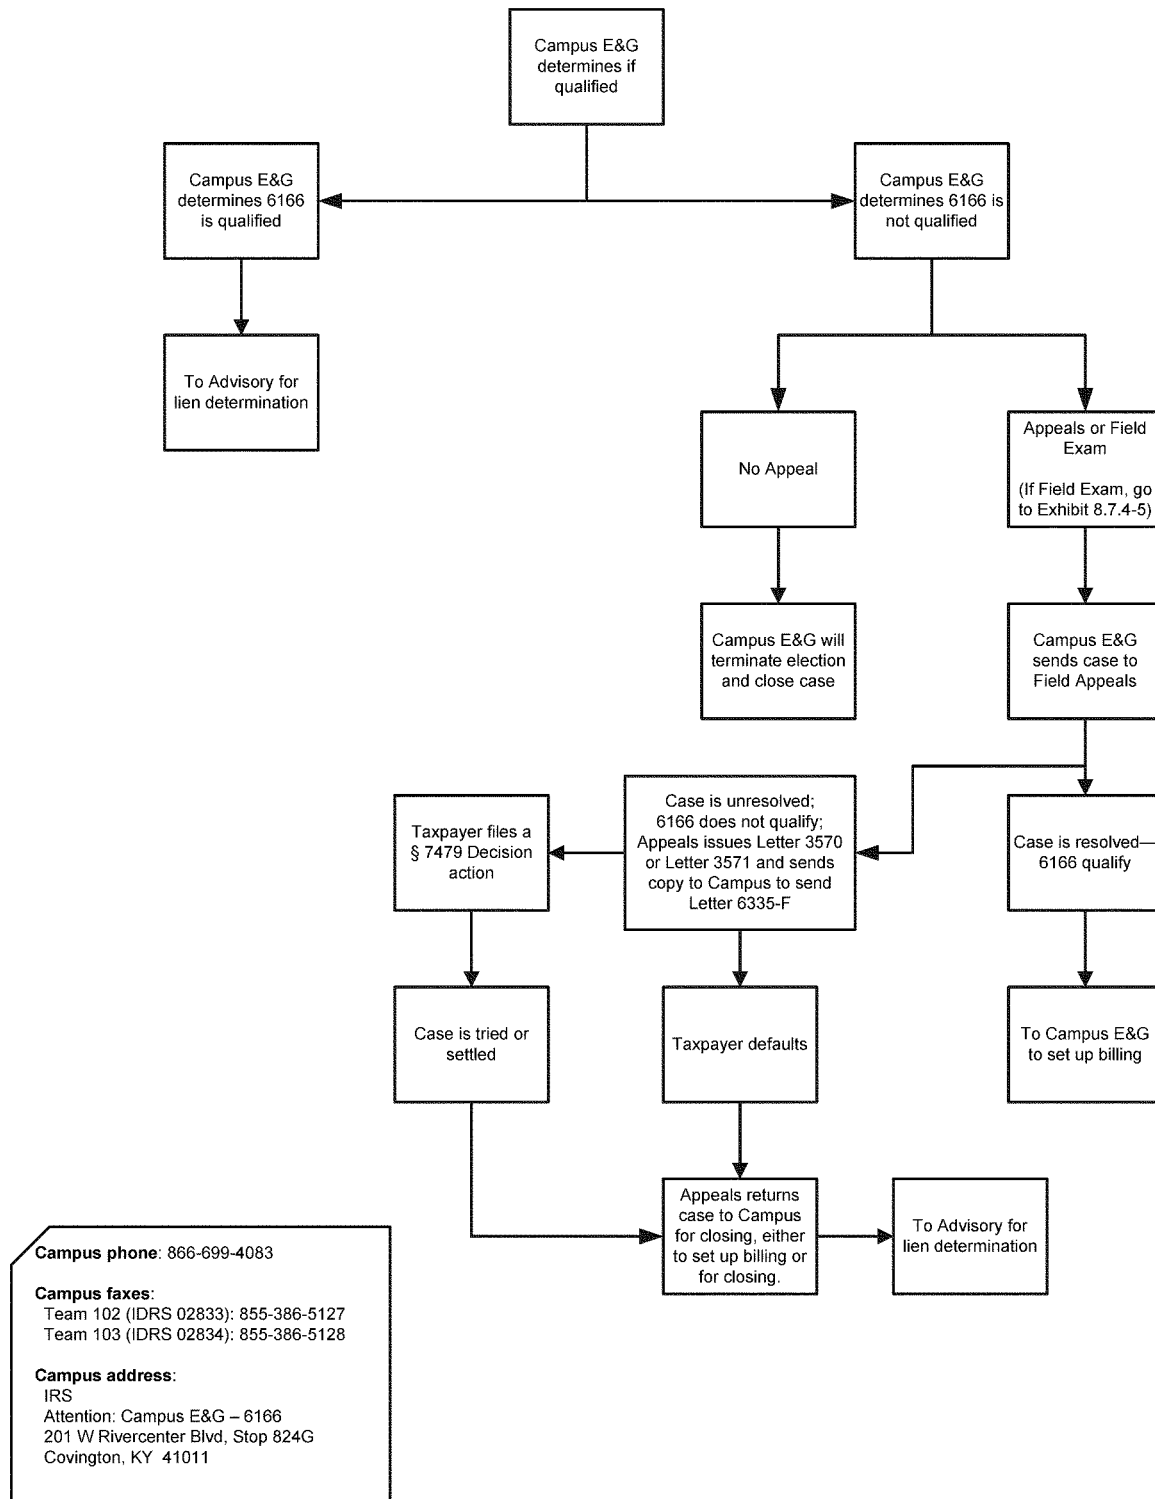 Campus E&G
determines if
qualified
Campus E&G
determines 6166
is qualified
Campus E&G
determines 6166 is
not qualified
To Advisory for
lien determination
No Appeal
Appeals or Field
Exam
(If Field Exam, go
to Exhibit 8.7.4-5)
Campus E&G will
terminate election
and close case
Campus E&G
sends case to
Field Appeals
Taxpayer files a
§ 7479 Decision
action
Case is unresolved;
6166 does not qualify;
Appeals issues Letter 3570
or Letter 3571 and sends
copy to Campus to send
Letter 6335-F
Case is resolved—
6166 qualify
Case is tried or
settled
Taxpayer defaults
To Campus E&G
to set up billing
Appeals returns
case to Campus
for closing, either
to set up billing or
for closing.
To Advisory for
lien determination
Campus phone: 866-699-4083
Campus faxes:
Team 102 (IDRS 02833): 855-386-5127
Team 103 (IDRS 02834): 855-386-5128
Campus address:
IRS
Attention: Campus E&G – 6166
201 W Rivercenter Blvd, Stop 824G
Covington, KY 41011